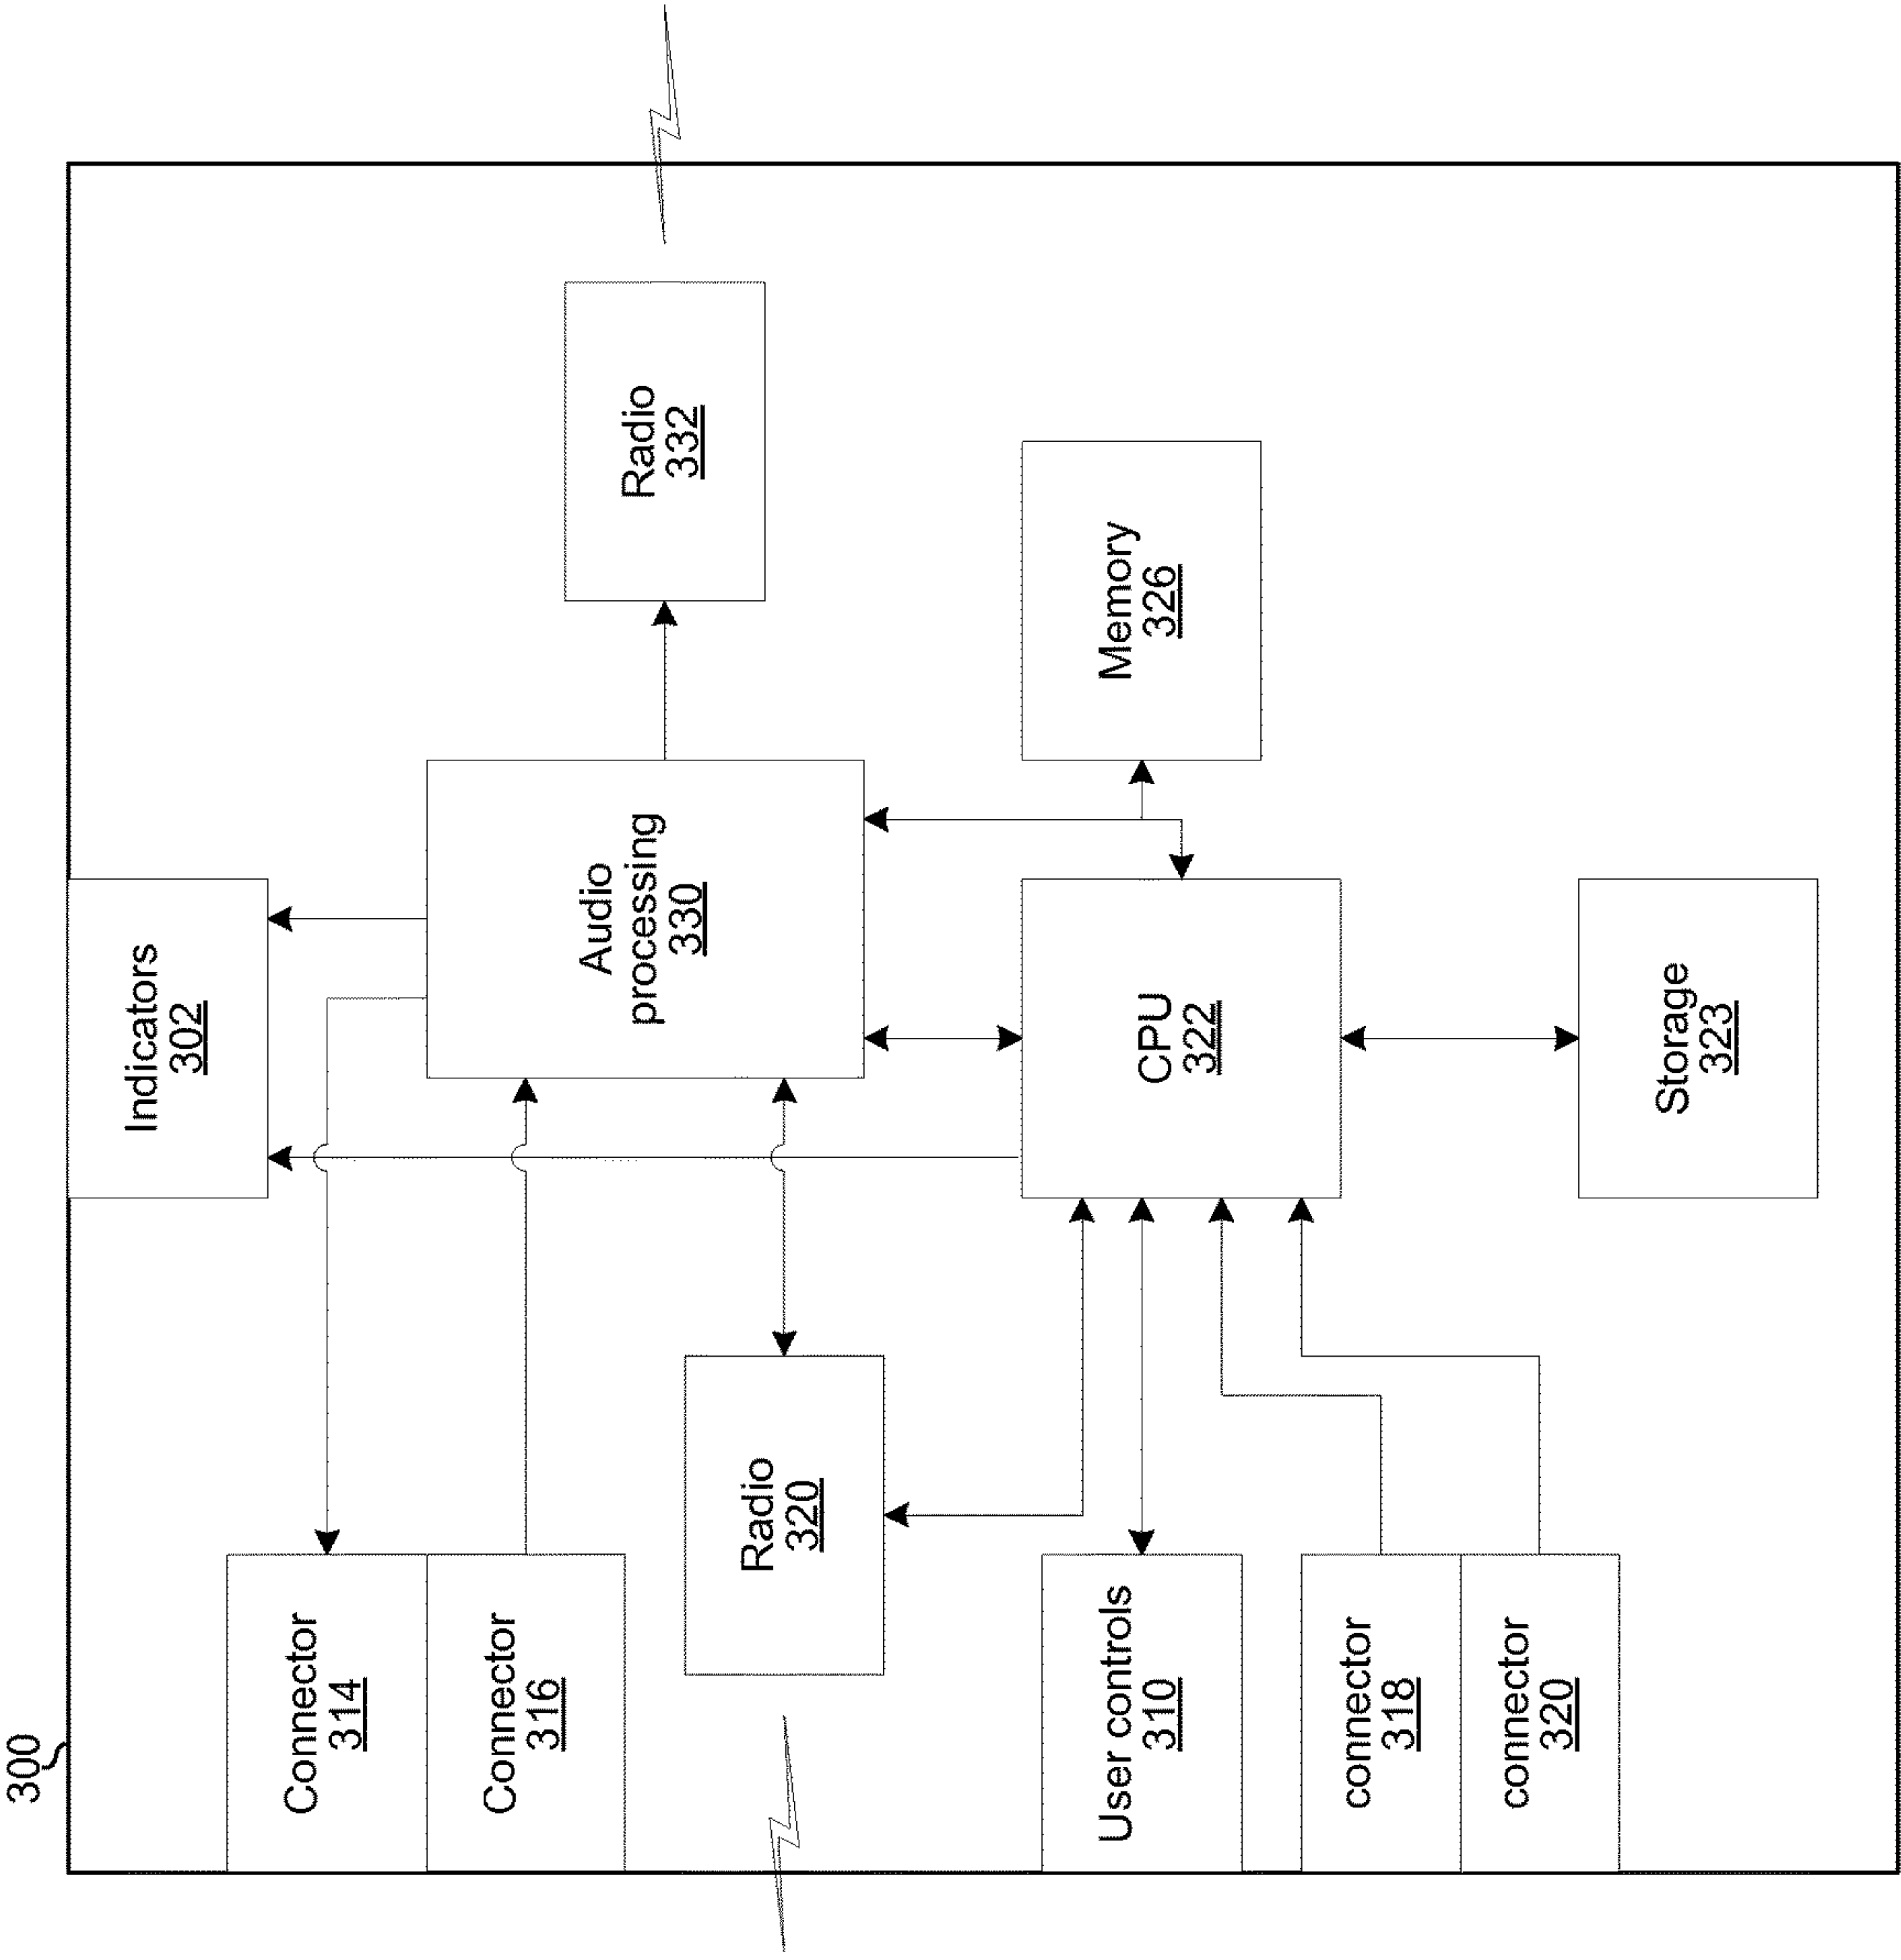 300
Indicators
302
Connector
314
Connector
316
Audio
processing
330
Radio
332
Radio
320
User controls
310
CPU
322
Memory
326
connector
318
connector
320
Storage
323